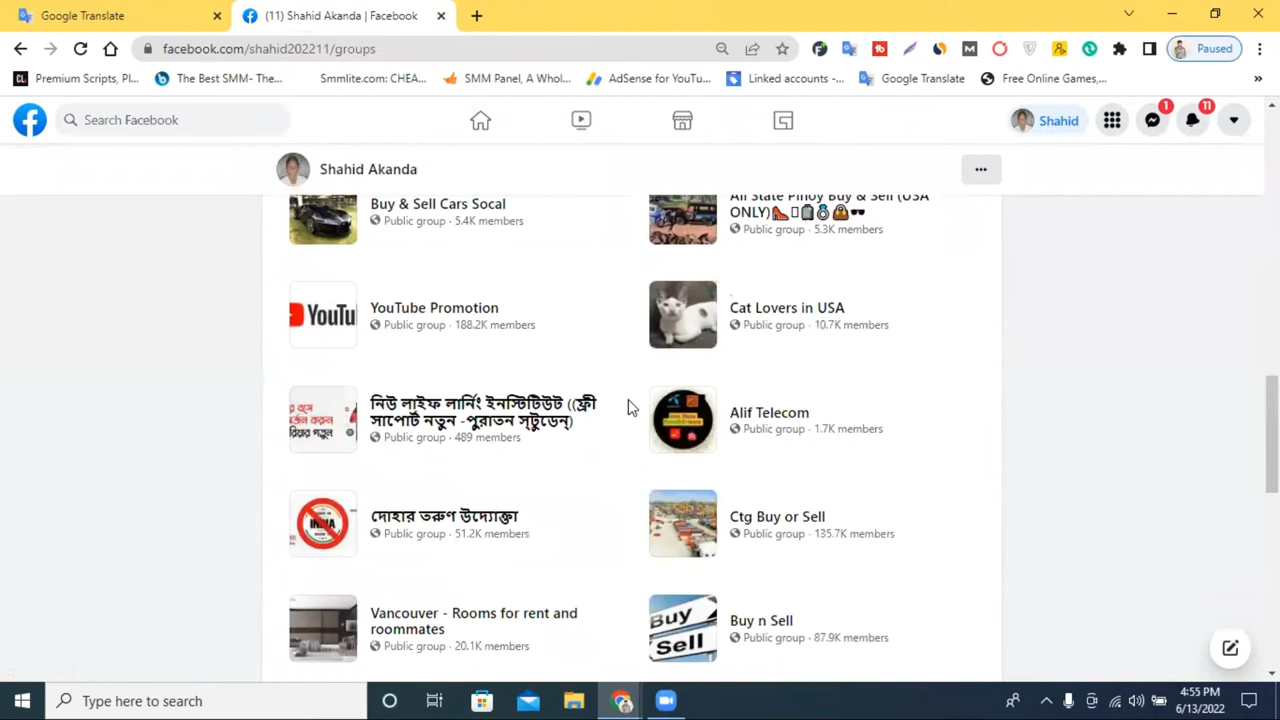 Google Translate
(11) Shahid Akanda | Facebook
facebook.com/shahid202211/groups
Paused
Premium Scripts, Pl...
The Best SMM- The...
Smmlite.com: CHEA...
SMM Panel, A Whol...
AdSense for YouTu...
Linked accounts -...
Google Translate
Free Online Games,...
Search Facebook
Shahid
1
11
Shahid Akanda
Buy & Sell Cars Socal
Public group · 5.4K members
All State Pinoy Buy & Sell (USA
ONLY)
Public group · 5.3K members
YouTube Promotion
Public group · 188.2K members
Cat Lovers in USA
Public group · 10.7K members
নিউ লাইফ লার্নিং ইনস্টিটিউট ((ফ্রী
সাপোর্ট নতুন -পুরাতন স্টুডেন্)
Public group · 489 members
Alif Telecom
Public group · 1.7K members
দোহার তরুণ উদ্যোক্তা
Public group · 51.2K members
Ctg Buy or Sell
Public group · 135.7K members
Vancouver - Rooms for rent and
roommates
Public group · 20.1K members
Buy n Sell
Public group · 87.9K members
YouTu
Buy
Sell
Type here to search
4:55 PM
6/13/2022